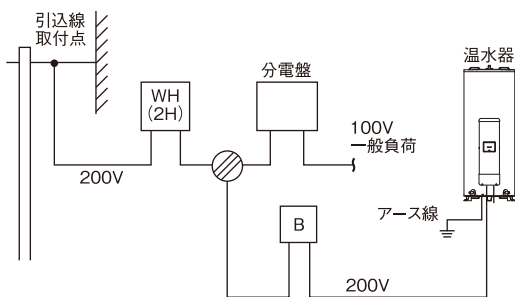 引込線
取付点
WH
(2H)
分電盤
温水器
100V
一般負荷
200V
アース線
B
200V